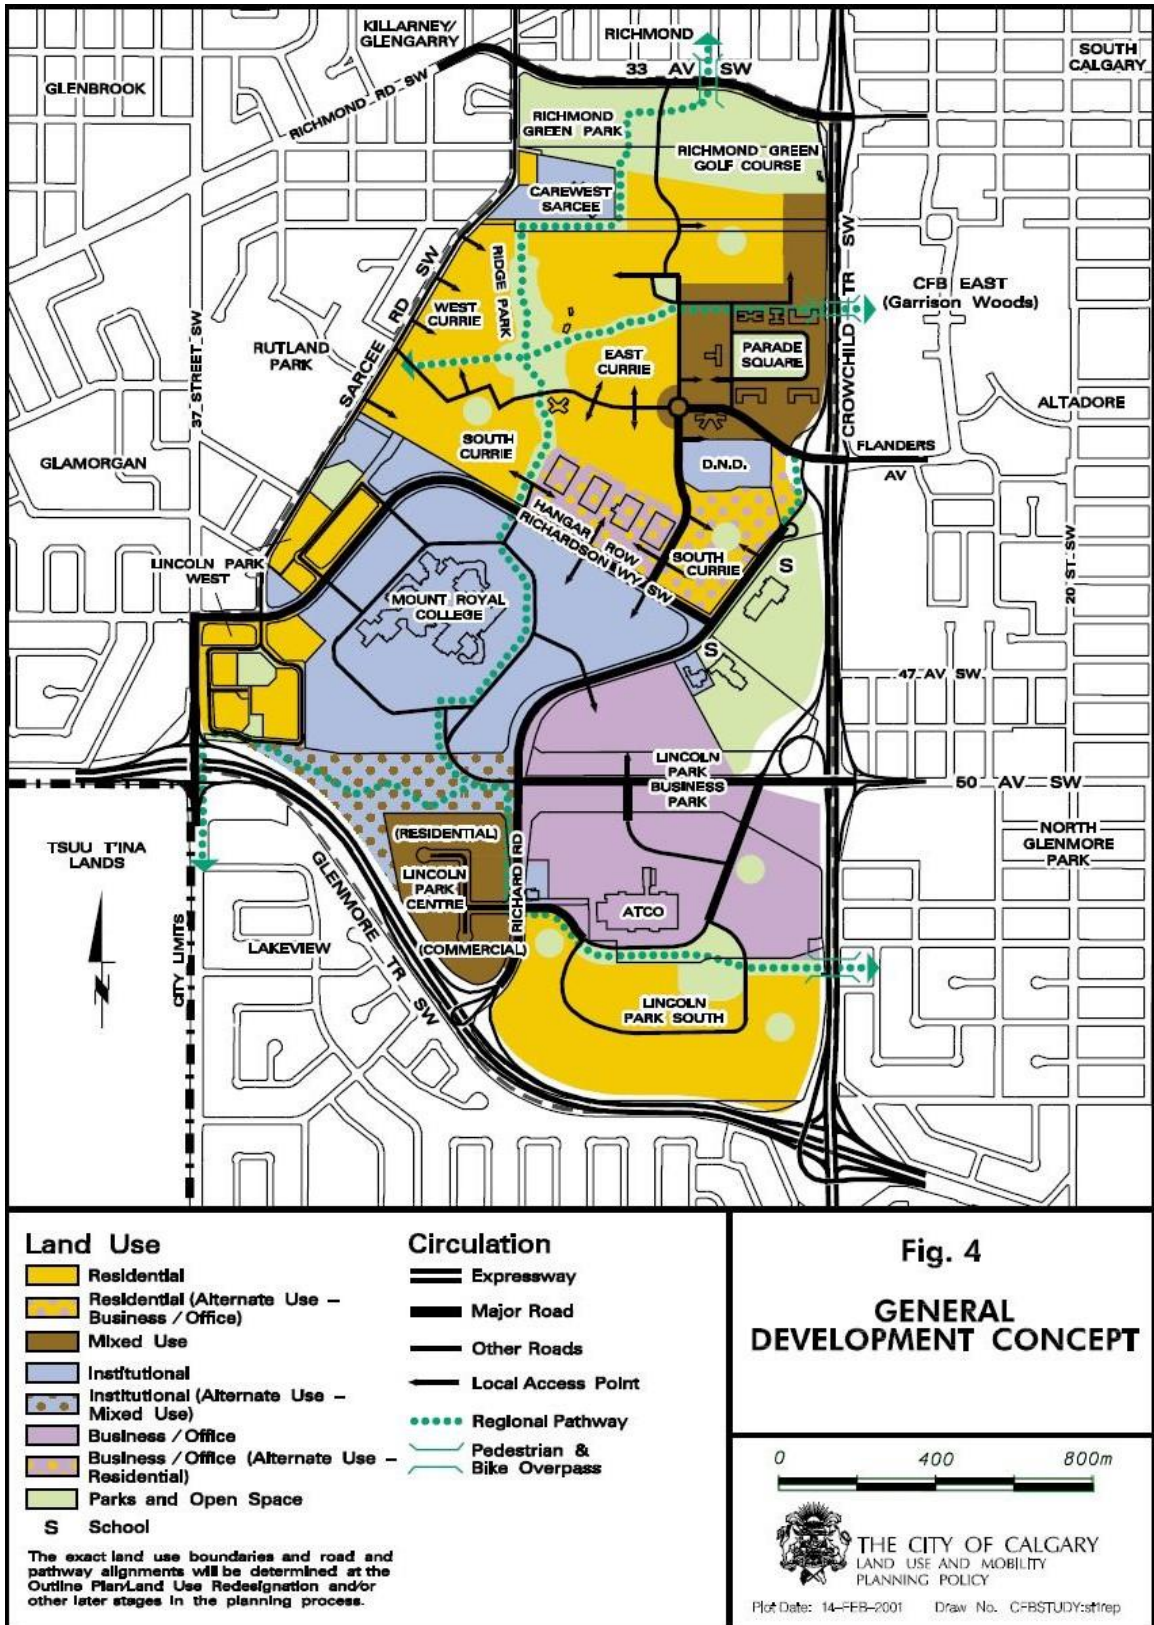 KILLARNEY/
GLENGARRY
RICHMOND
SOUTH
CALGARY
33 AV SW
GLENBROOK
RICHMOND RD SW
RICHMOND
GREEN PARK
RICHMOND GREEN
GOLF COURSE
CAREWEST
SARCEE
CROWCHILD TR SW
SARCEE RD SW
RIDGE PARK
WEST
CURRIE
CFB EAST
(Garrison Woods)
37 STREET SW
RUTLAND
PARK
EAST
CURRIE
PARADE
SQUARE
ALTADORE
SOUTH
CURRIE
FLANDERS
AV
GLAMORGAN
D.N.D.
HANGAR ROW
RICHARDSON WY SW
LINCOLN PARK
WEST
SOUTH
CURRIE
S
20 ST. SW
MOUNT ROYAL
COLLEGE
S
47 AV SW
LINCOLN
PARK
BUSINESS
PARK
50 AV SW
TSUU T'INA
LANDS
(RESIDENTIAL)
NORTH
GLENMORE
PARK
LINCOLN
PARK
CENTRE
RICHARD RD
GLENMORE TR SW
ATCO
CITY LIMITS
LAKEVIEW
(COMMERCIAL)
N
LINCOLN
PARK SOUTH
Land Use
Residential
Residential (Alternate Use –
Business / Office)
Mixed Use
Institutional
Institutional (Alternate Use –
Mixed Use)
Business / Office
Business / Office (Alternate Use –
Residential)
Parks and Open Space
S School
The exact land use boundaries and road and
pathway alignments will be determined at the
Outline Plan/Land Use Redesignation and/or
other later stages in the planning process.
Circulation
Expressway
Major Road
Other Roads
Local Access Point
Regional Pathway
Pedestrian &
Bike Overpass
Fig. 4
GENERAL
DEVELOPMENT CONCEPT
0 400 800m
THE CITY OF CALGARY
LAND USE AND MOBILITY
PLANNING POLICY
Plot Date: 14-FEB-2001 Draw No. CFBSTUDY:st1rep